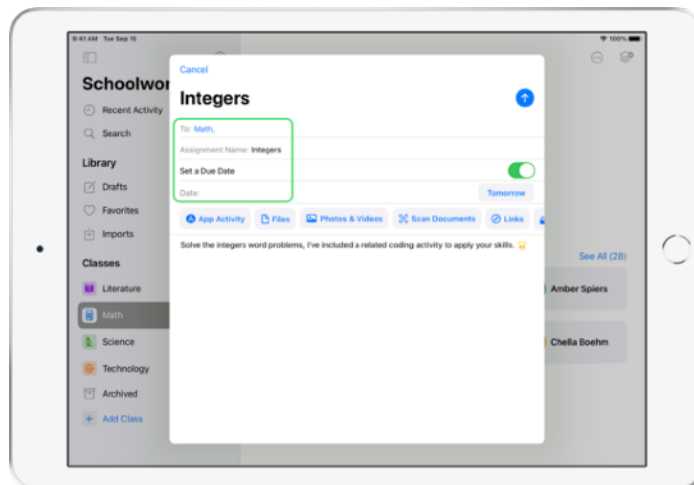 9:41 AM Tue Sep 15
100%
Schoolwor
Recent Activity
Search
Library
Drafts
Favorites
Imports
Classes
Literature
Math
Science
Technology
Archived
Add Class
Cancel
Integers
To: Math,
Assignment Name: Integers
Set a Due Date
Date: Tomorrow
App Activity Files Photos & Videos Scan Documents Links
Solve the integers word problems, I've included a related coding activity to apply your skills.
See All (28)
Amber Spiers
Chella Boehm